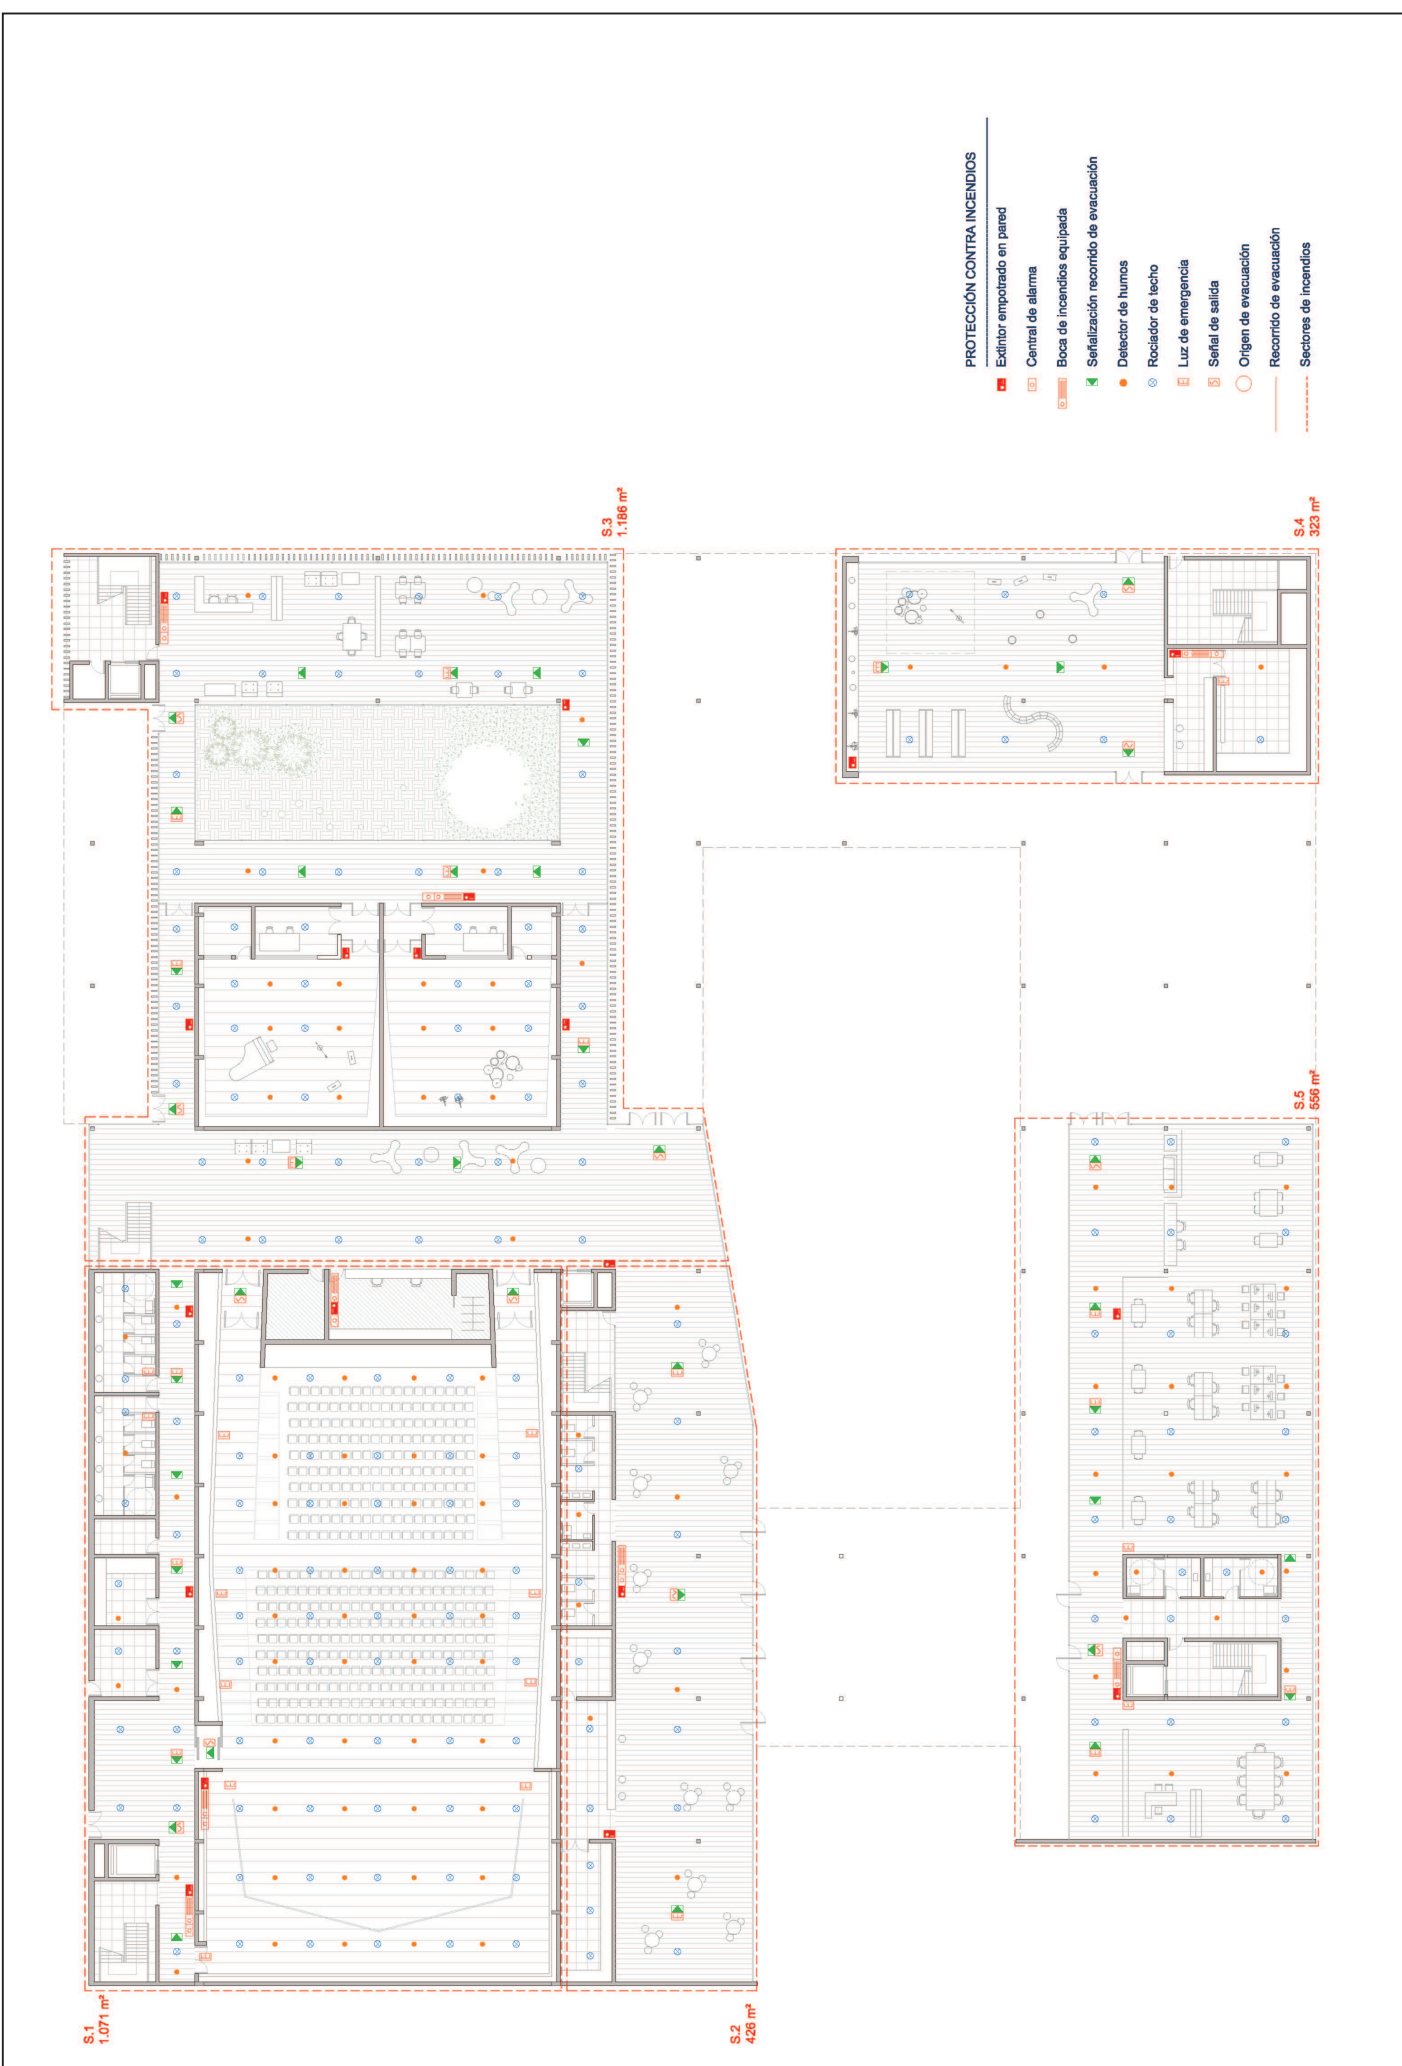 PROTECCIÓN CONTRA INCENDIOS
Extintor empotrado en pared
Central de alarma
Boca de incendios equipada
Señalización recorrido de evacuación
Detector de humos
Rociador de techo
Luz de emergencia
Señal de salida
Origen de evacuación
Recorrido de evacuación
Sectores de incendios
S.1
1.071 m²
S.2
426 m²
S.3
1.186 m²
S.4
323 m²
S.5
556 m²